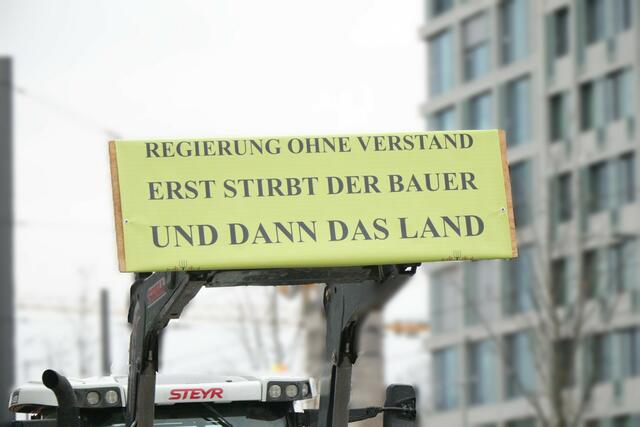 REGIERUNG OHNE VERSTAND
ERST STIRBT DER BAUER
UND DANN DAS LAND
STEYR